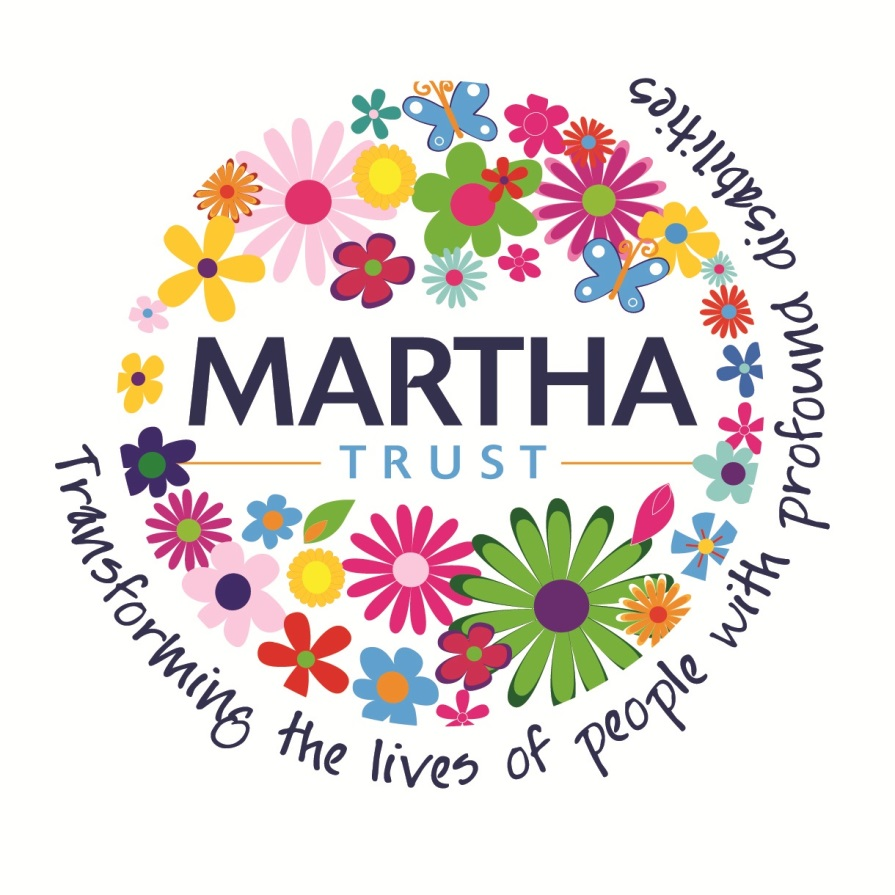 MARTHA
TRUST
Transforming the lives of people with profound disabilities